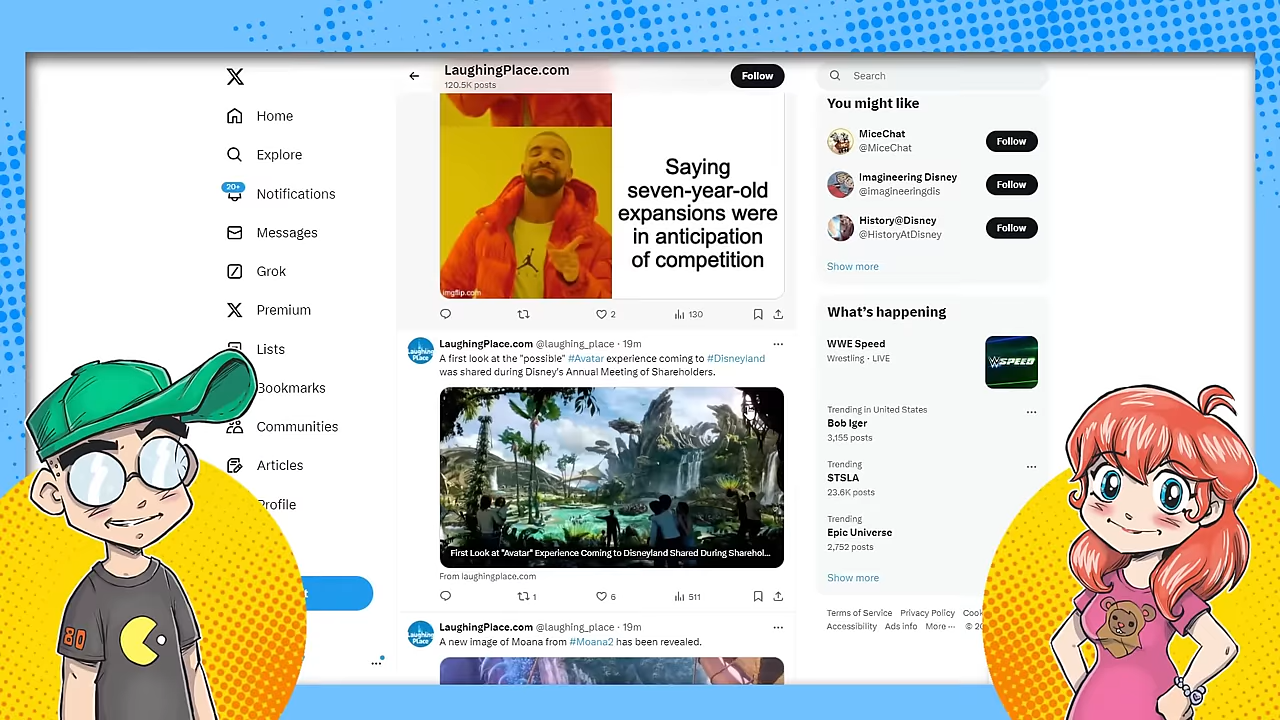 Home
Explore
20+
Notifications
Messages
Grok
Premium
Lists
Bookmarks
Communities
Articles
Profile
LaughingPlace.com
120.5K posts
Follow
Saying
seven-year-old
expansions were
in anticipation
of competition
imgflip.com
2
130
LaughingPlace.com @laughing_place · 19m
A first look at the "possible" #Avatar experience coming to #Disneyland
was shared during Disney's Annual Meeting of Shareholders.
First Look at "Avatar" Experience Coming to Disneyland Shared During Sharehol...
From laughingplace.com
1
6
511
LaughingPlace.com @laughing_place · 19m
A new image of Moana from #Moana2 has been revealed.
Laughing
Place
Search
You might like
MiceChat
@MiceChat
Follow
Imagineering Disney
@imagineeringdis
Follow
History@Disney
@HistoryAtDisney
Follow
Show more
What's happening
WWE Speed
Wrestling · LIVE
SPEED
Trending in United States
Bob Iger
3,155 posts
Trending
STSLA
23.6K posts
Trending
Epic Universe
2,752 posts
Show more
Terms of Service Privacy Policy Cook
Accessibility Ads info More ··· © 20
80